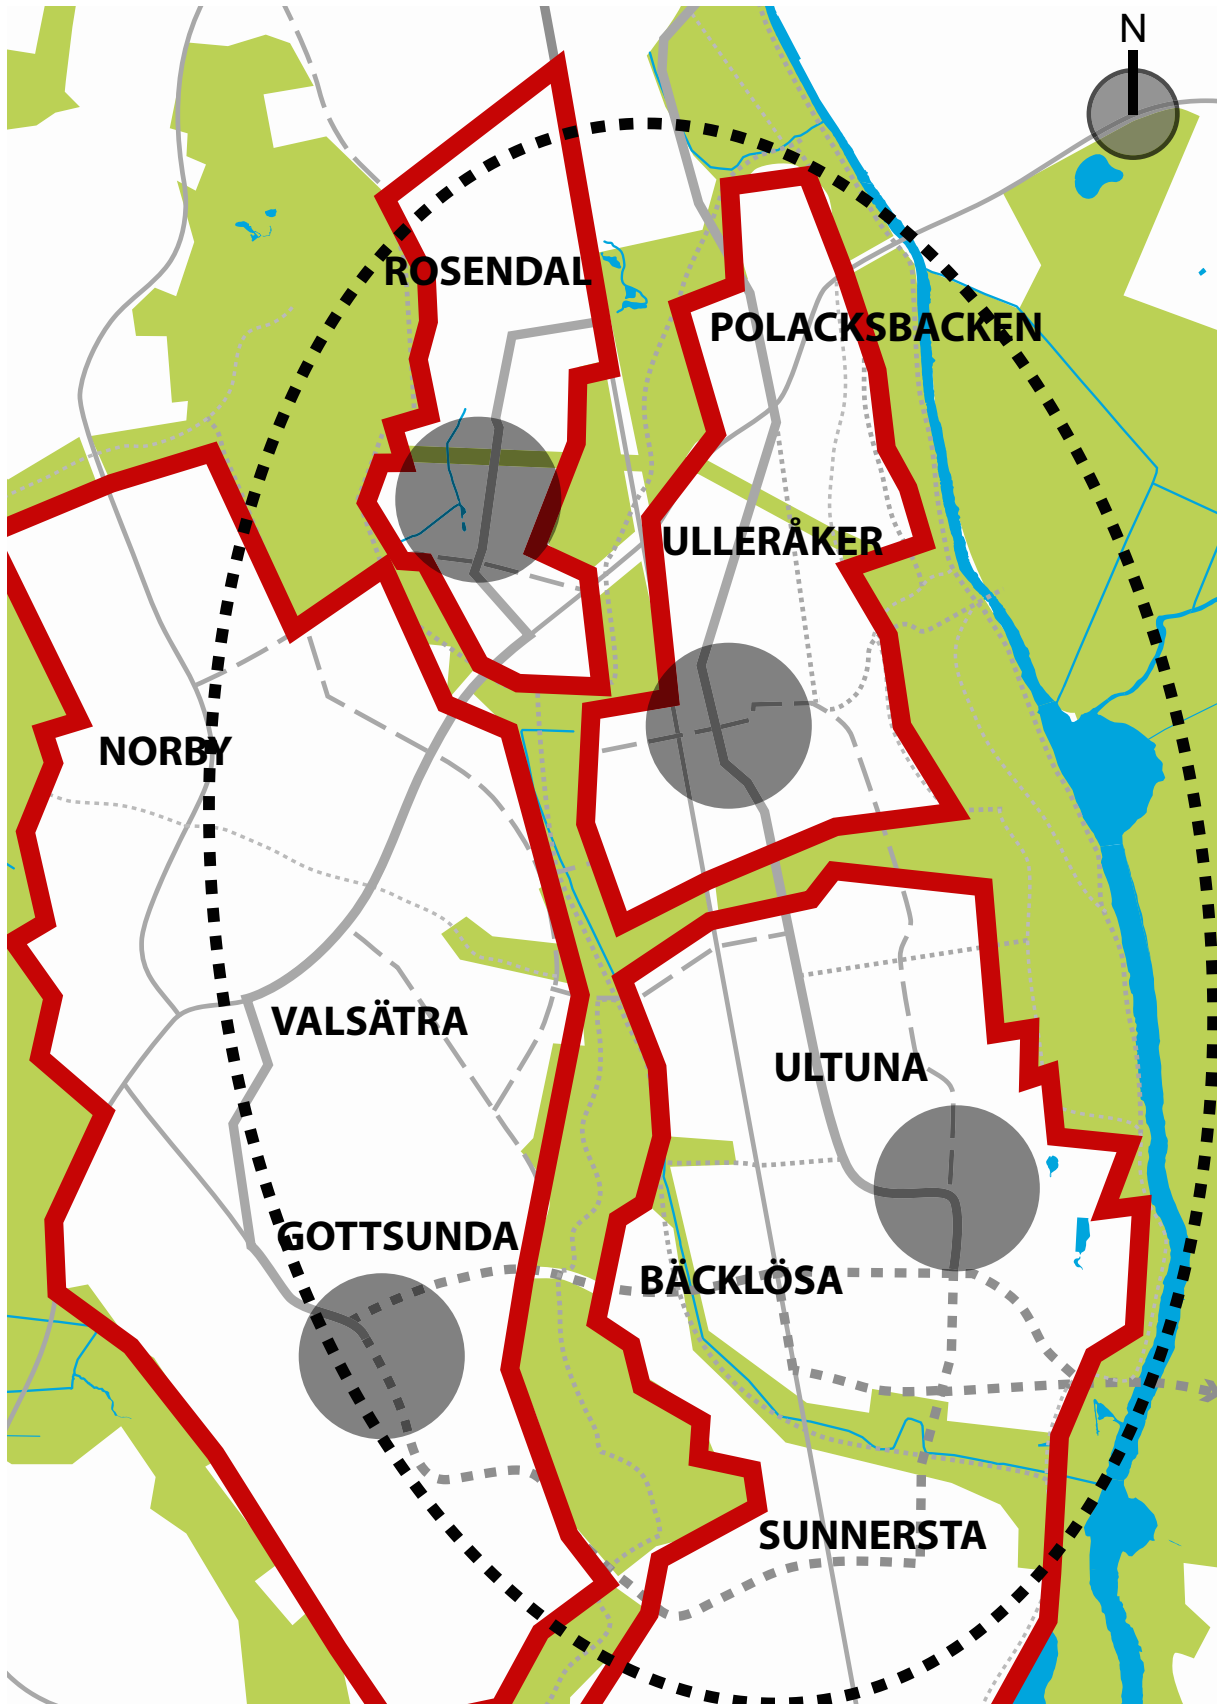 N
ROSENDAL
POLACKSBACKEN
ULLERÅKER
NORBY
VALSÄTRA
ULTUNA
GOTTSUNDA
BÄCKLÖSA
SUNNERSTA